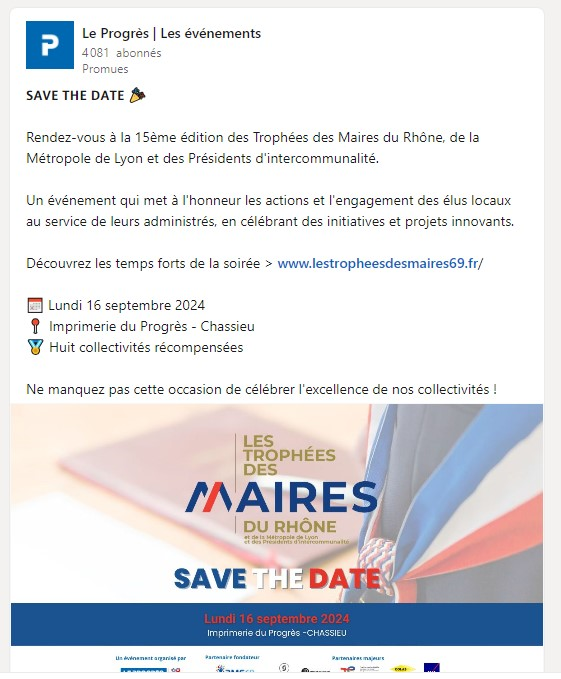 Le Progrès | Les événements
4 081 abonnés
Promues
SAVE THE DATE
Rendez-vous à la 15ème édition des Trophées des Maires du Rhône, de la
Métropole de Lyon et des Présidents d'intercommunalité.
Un événement qui met à l'honneur les actions et l'engagement des élus locaux
au service de leurs administrés, en célébrant des initiatives et projets innovants.
Découvrez les temps forts de la soirée > www.lestropheesdesmaires69.fr/
Lundi 16 septembre 2024
Imprimerie du Progrès - Chassieu
Huit collectivités récompensées
Ne manquez pas cette occasion de célébrer l'excellence de nos collectivités !
LES
TROPHÉES
DES
MAIRES
DU RHÔNE
et de la Métropole de Lyon
et des Présidents d'intercommunalité
SAVE THE DATE
Lundi 16 septembre 2024
Imprimerie du Progrès -CHASSIEU
Un événement organisé par
Partenaire fondateur
Partenaires majeurs